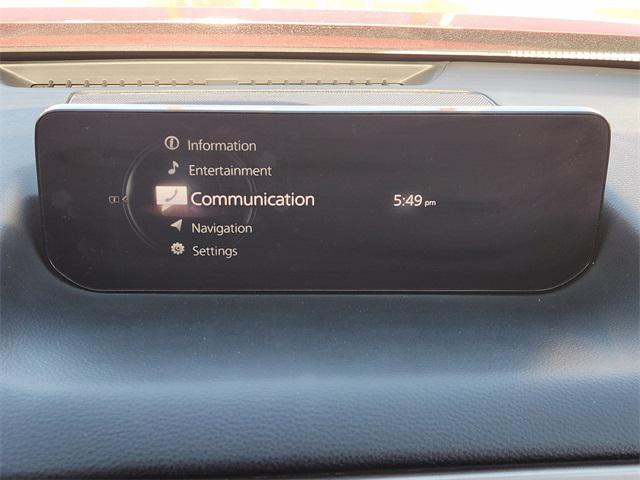 Information
Entertainment
Communication
5:49 pm
Navigation
Settings